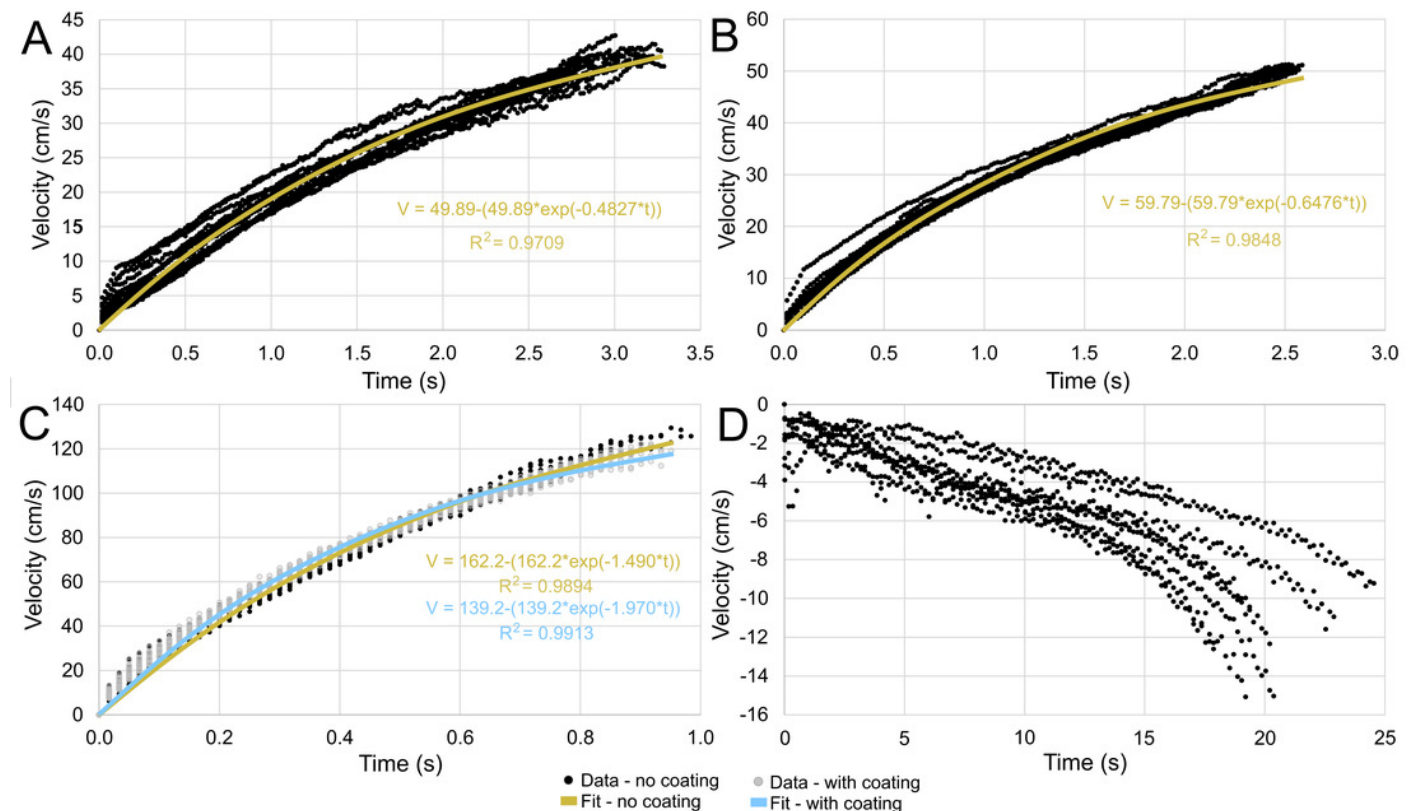 A
Velocity (cm/s)
45
40
35
30
25
20
15
10
5
0
V = 49.89-(49.89*exp(-0.4827*t))
R² = 0.9709
0.0 0.5 1.0 1.5 2.0 2.5 3.0 3.5
Time (s)
B
Velocity (cm/s)
60
50
40
30
20
10
0
V = 59.79-(59.79*exp(-0.6476*t))
R² = 0.9848
0.0 0.5 1.0 1.5 2.0 2.5 3.0
Time (s)
C
Velocity (cm/s)
140
120
100
80
60
40
20
0
V = 162.2-(162.2*exp(-1.490*t))
R² = 0.9894
V = 139.2-(139.2*exp(-1.970*t))
R² = 0.9913
0.0 0.2 0.4 0.6 0.8 1.0
Time (s)
D
Velocity (cm/s)
0
-2
-4
-6
-8
-10
-12
-14
-16
0 5 10 15 20 25
Time (s)
Data - no coating
Data - with coating
Fit - no coating
Fit - with coating